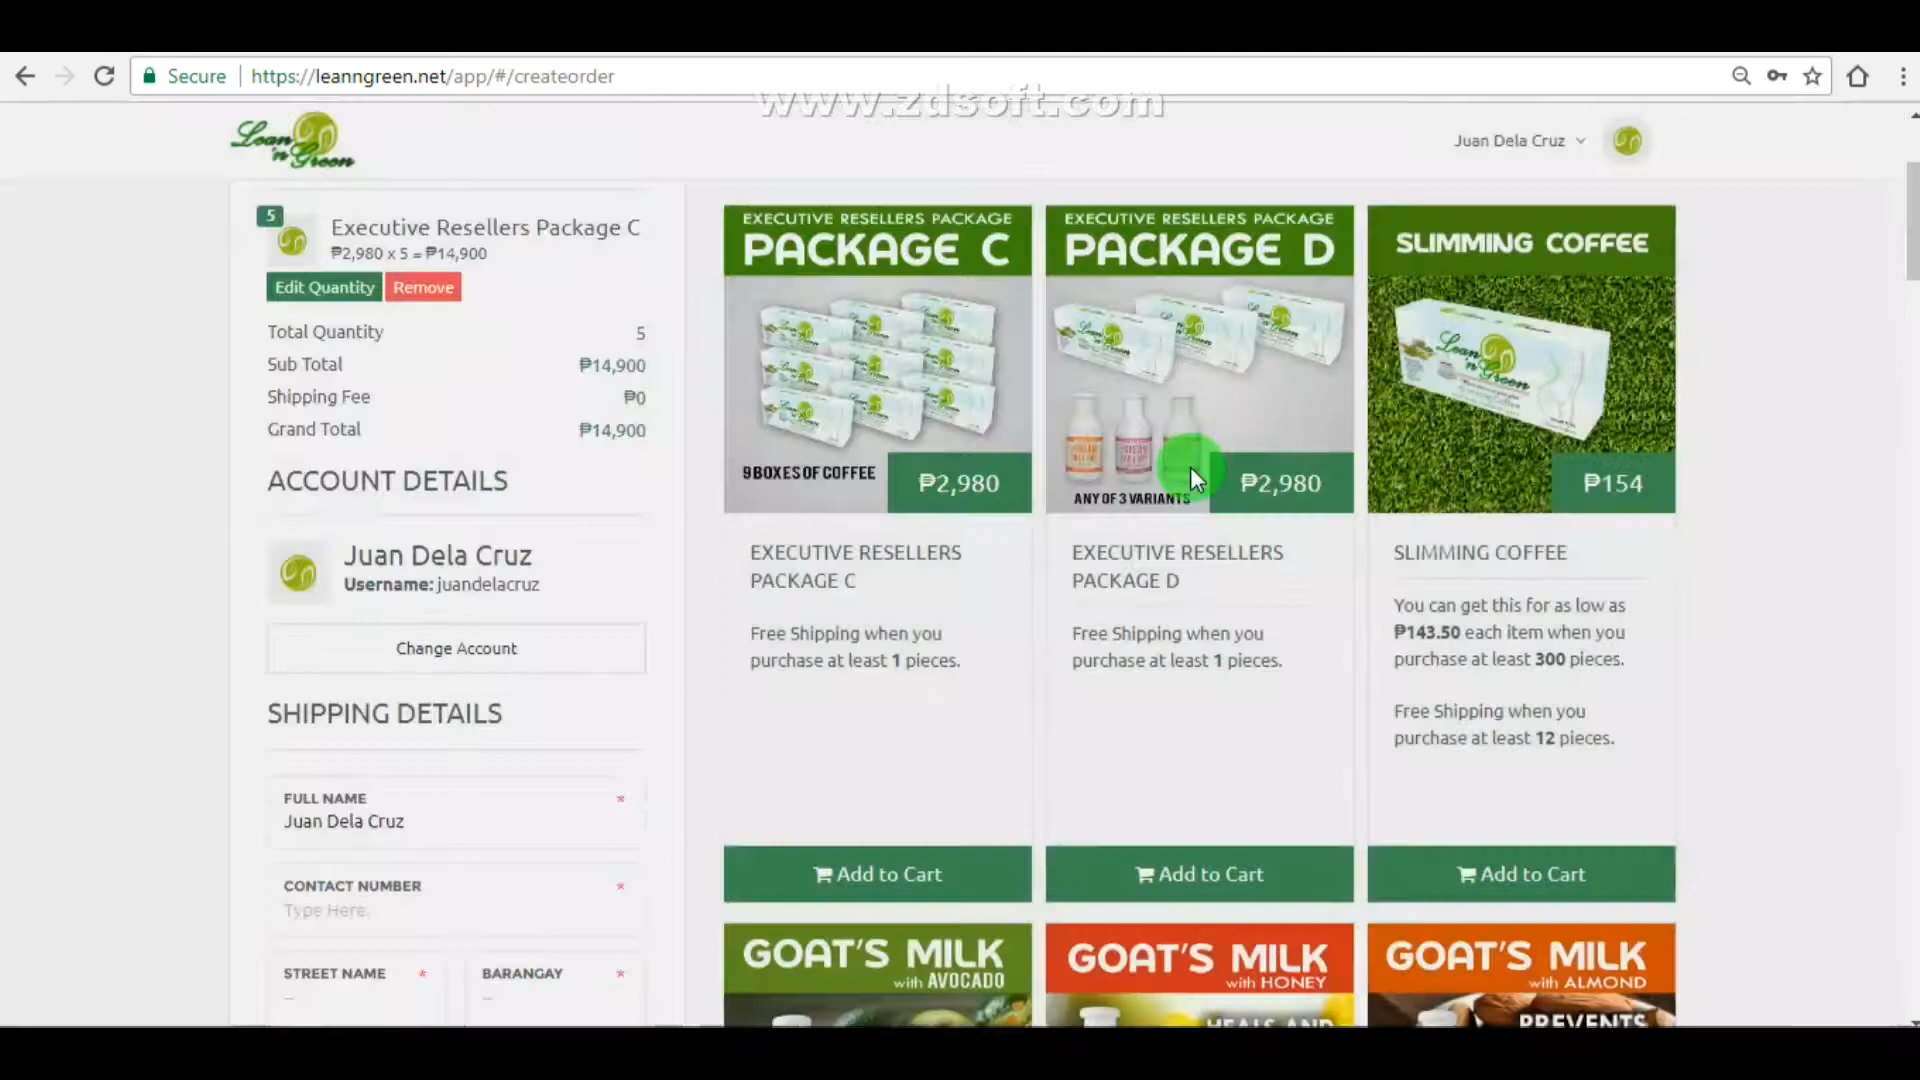 Secure https://leanngreen.net/app/#/createorder
www.zdsoft.com
Lean 'n Green
Juan Dela Cruz
5
Executive Resellers Package C
₱2,980 x 5 = ₱14,900
Edit Quantity Remove
Total Quantity 5
Sub Total ₱14,900
Shipping Fee ₱0
Grand Total ₱14,900
ACCOUNT DETAILS
Juan Dela Cruz
Username: juandelacruz
Change Account
SHIPPING DETAILS
FULL NAME *
Juan Dela Cruz
CONTACT NUMBER *
Type Here.
STREET NAME * BARANGAY *
EXECUTIVE RESELLERS PACKAGE
PACKAGE C
9 BOXES OF COFFEE
₱2,980
EXECUTIVE RESELLERS
PACKAGE C
Free Shipping when you
purchase at least 1 pieces.
Add to Cart
EXECUTIVE RESELLERS PACKAGE
PACKAGE D
ANY OF 3 VARIANTS
₱2,980
EXECUTIVE RESELLERS
PACKAGE D
Free Shipping when you
purchase at least 1 pieces.
Add to Cart
SLIMMING COFFEE
Lean 'n Green
₱154
SLIMMING COFFEE
You can get this for as low as
₱143.50 each item when you
purchase at least 300 pieces.
Free Shipping when you
purchase at least 12 pieces.
Add to Cart
GOAT'S MILK
with AVOCADO
GOAT'S MILK
with HONEY
HEALS AND
GOAT'S MILK
with ALMOND
PREVENTS